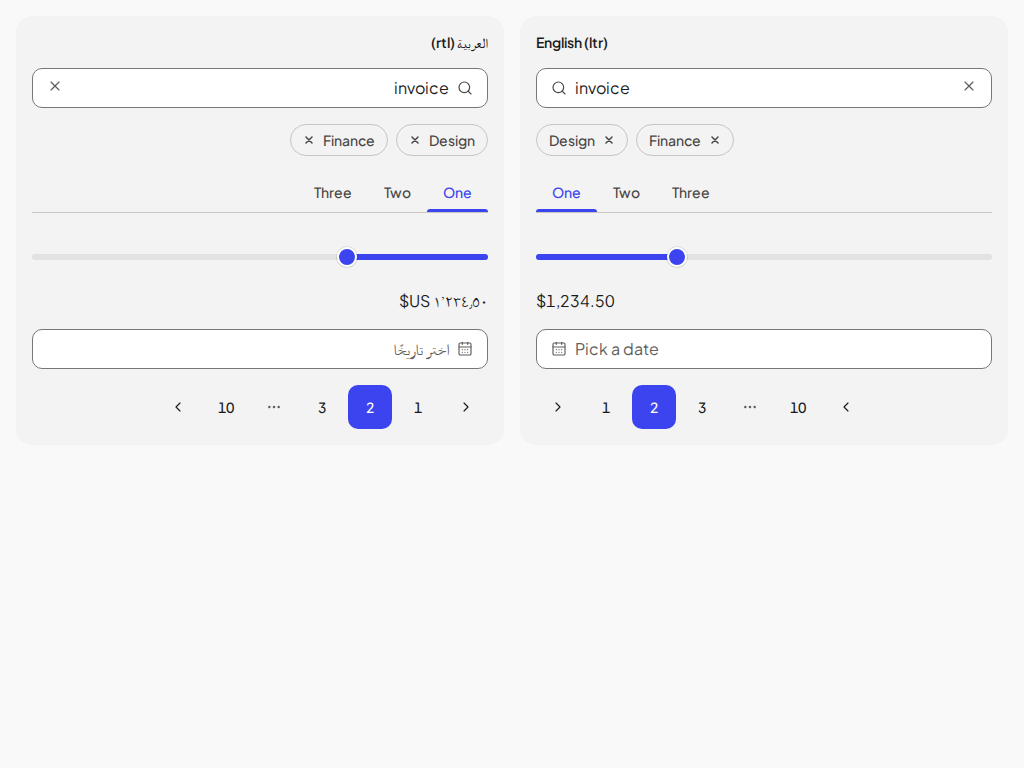 العربية (rtl)
invoice
Design
Finance
One
Two
Three
١٬٢٣٤٫٥٠ US$
اختر تاريخًا
1
2
3
…
10
English (ltr)
invoice
Design
Finance
One
Two
Three
$1,234.50
Pick a date
1
2
3
…
10